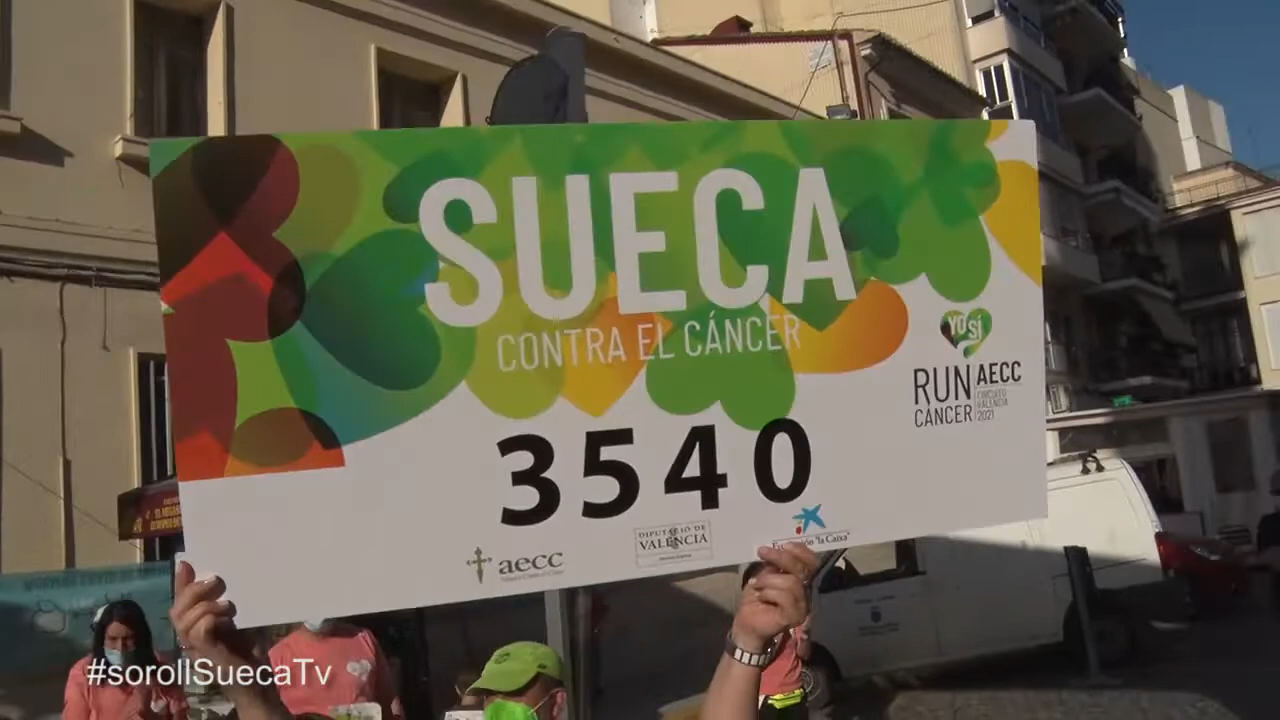 SUECA
CONTRA EL CÁNCER
YO SÍ
RUN
CÁNCER
AECC
CIRCUITO
VALENCIA
2021
3540
aecc
DIPUTACIÓ DE
VALÈNCIA
Fundación "la Caixa"
#sorollSuecaTv